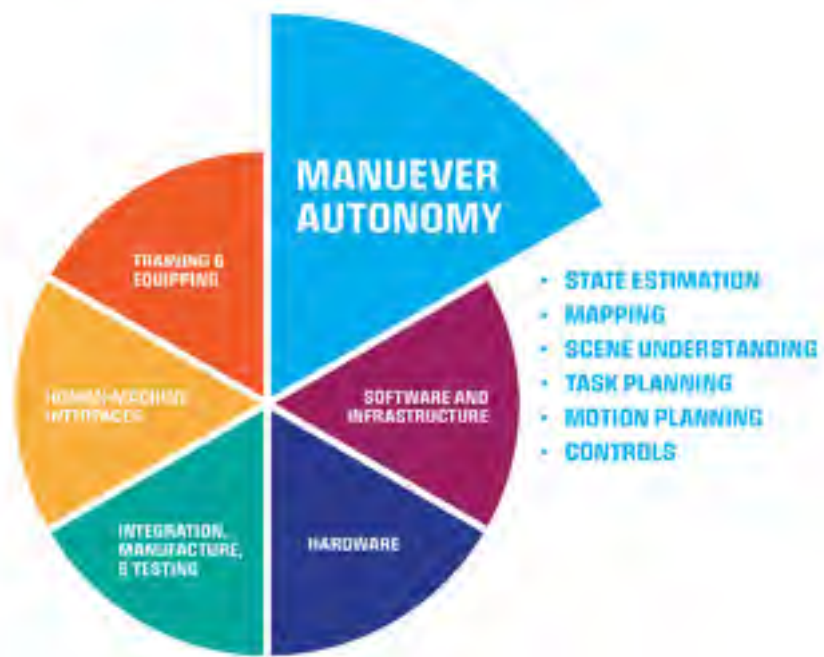 MANUEVER
AUTONOMY
TRAINING &
EQUIPPING
HUMAN-MACHINE
INTERFACES
SOFTWARE AND
INFRASTRUCTURE
INTEGRATION,
MANUFACTURE,
& TESTING
HARDWARE
• STATE ESTIMATION
• MAPPING
• SCENE UNDERSTANDING
• TASK PLANNING
• MOTION PLANNING
• CONTROLS